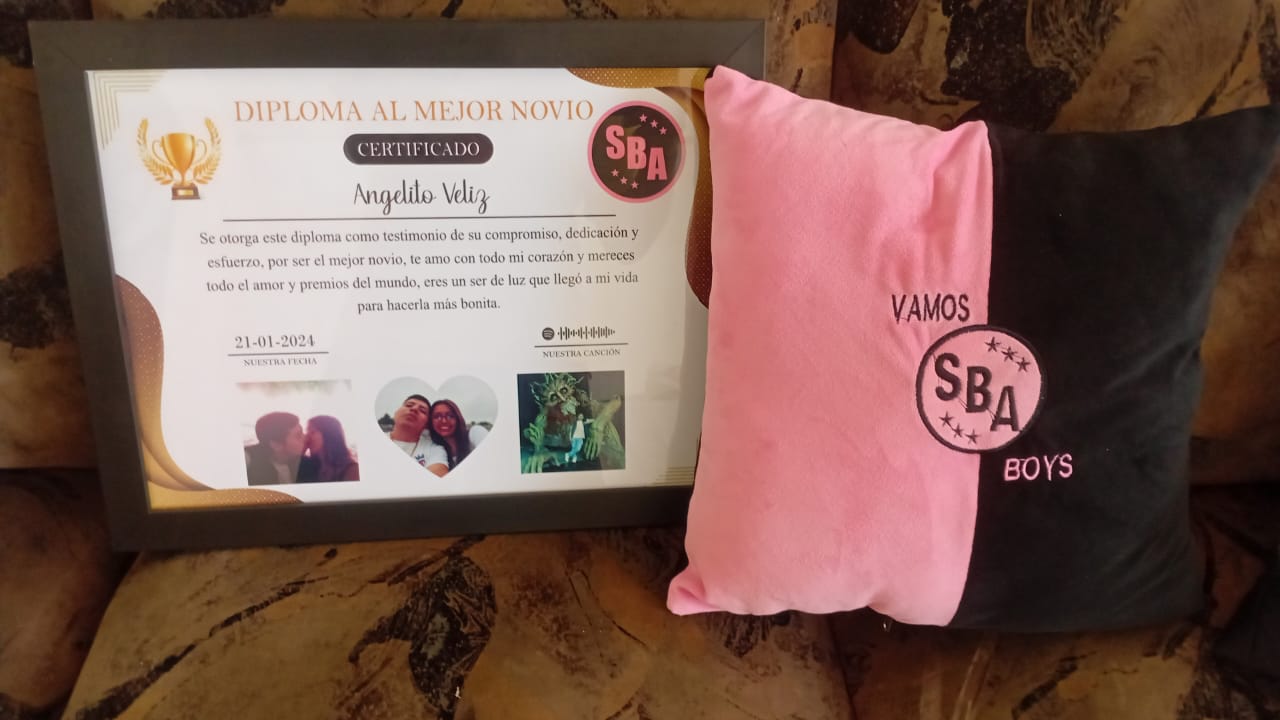 DIPLOMA AL MEJOR NOVIO
CERTIFICADO
SBA
Angelito Veliz
Se otorga este diploma como testimonio de su compromiso, dedicación y
esfuerzo, por ser el mejor novio, te amo con todo mi corazón y mereces
todo el amor y premios del mundo, eres un ser de luz que llegó a mi vida
para hacerla más bonita.
21-01-2024
NUESTRA FECHA
NUESTRA CANCIÓN
VAMOS
SBA
BOYS